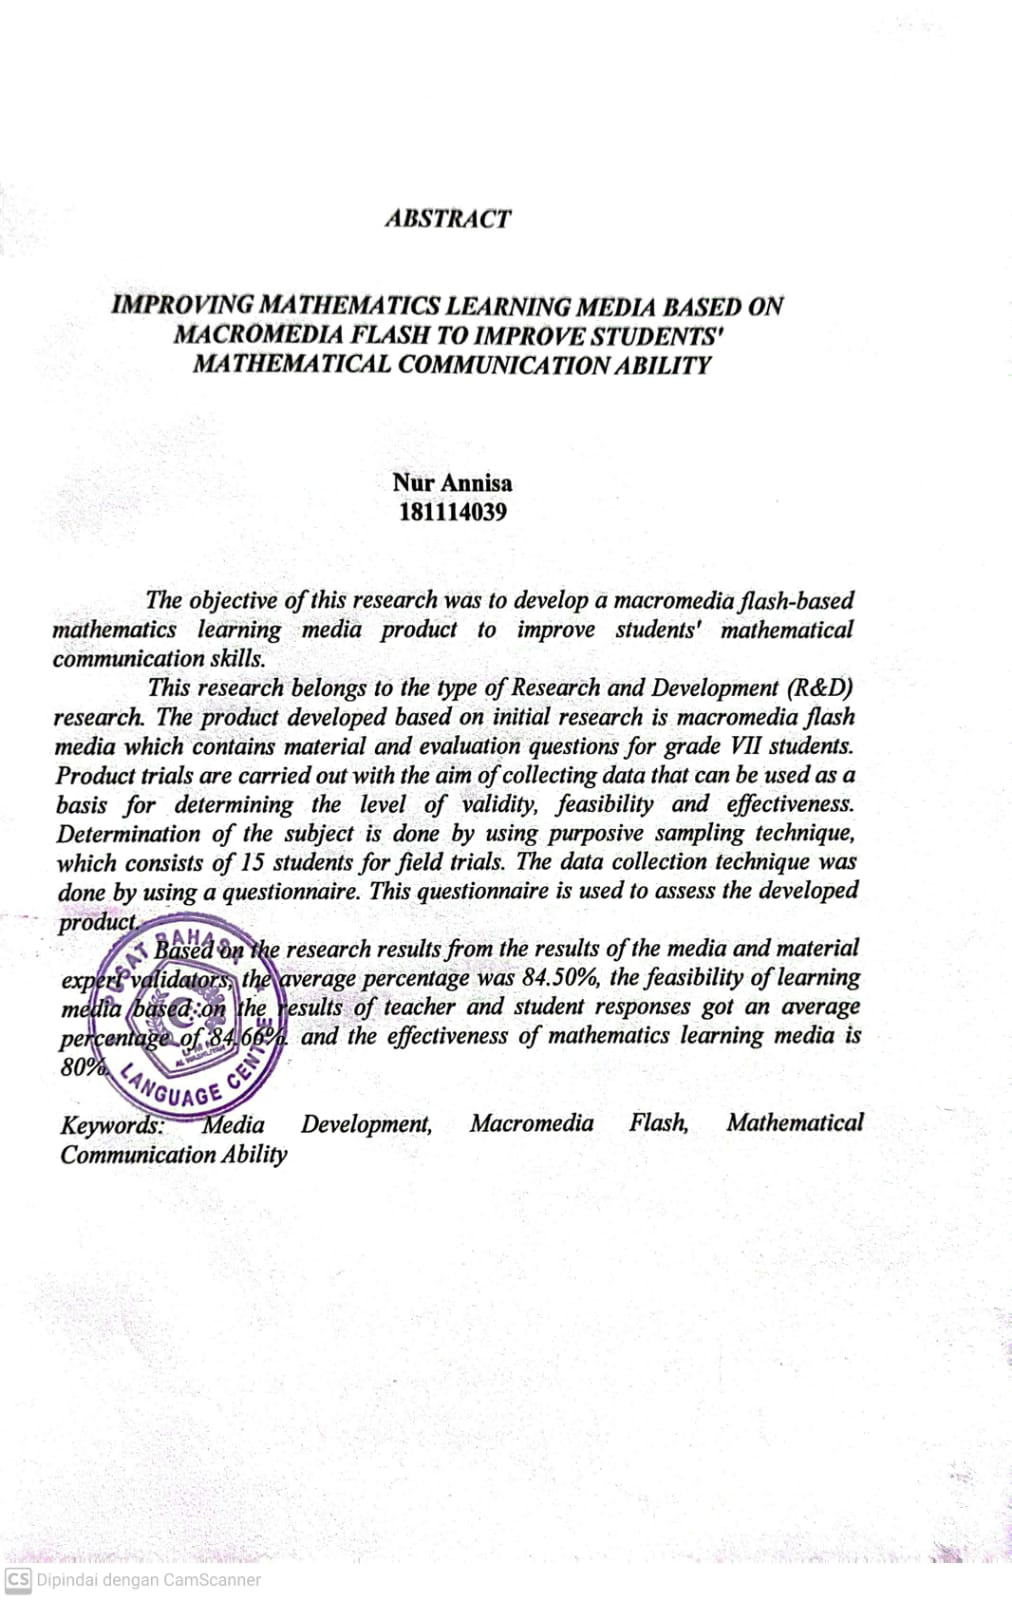 ABSTRACT
IMPROVING MATHEMATICS LEARNING MEDIA BASED ON
MACROMEDIA FLASH TO IMPROVE STUDENTS'
MATHEMATICAL COMMUNICATION ABILITY
Nur Annisa
181114039
The objective of this research was to develop a macromedia flash-based
mathematics learning media product to improve students' mathematical
communication skills.
This research belongs to the type of Research and Development (R&D)
research. The product developed based on initial research is macromedia flash
media which contains material and evaluation questions for grade VII students.
Product trials are carried out with the aim of collecting data that can be used as a
basis for determining the level of validity, feasibility and effectiveness.
Determination of the subject is done by using purposive sampling technique,
which consists of 15 students for field trials. The data collection technique was
done by using a questionnaire. This questionnaire is used to assess the developed
product.
Based on the research results from the results of the media and material
expert validators, the average percentage was 84.50%, the feasibility of learning
media based on the results of teacher and student responses got an average
percentage of 84.66%. and the effectiveness of mathematics learning media is
80%.
PUSAT BAHASA
AL WASHLIYAH
LANGUAGE CENTRE
Keywords: Media Development, Macromedia Flash, Mathematical
Communication Ability
CS Dipindai dengan CamScanner